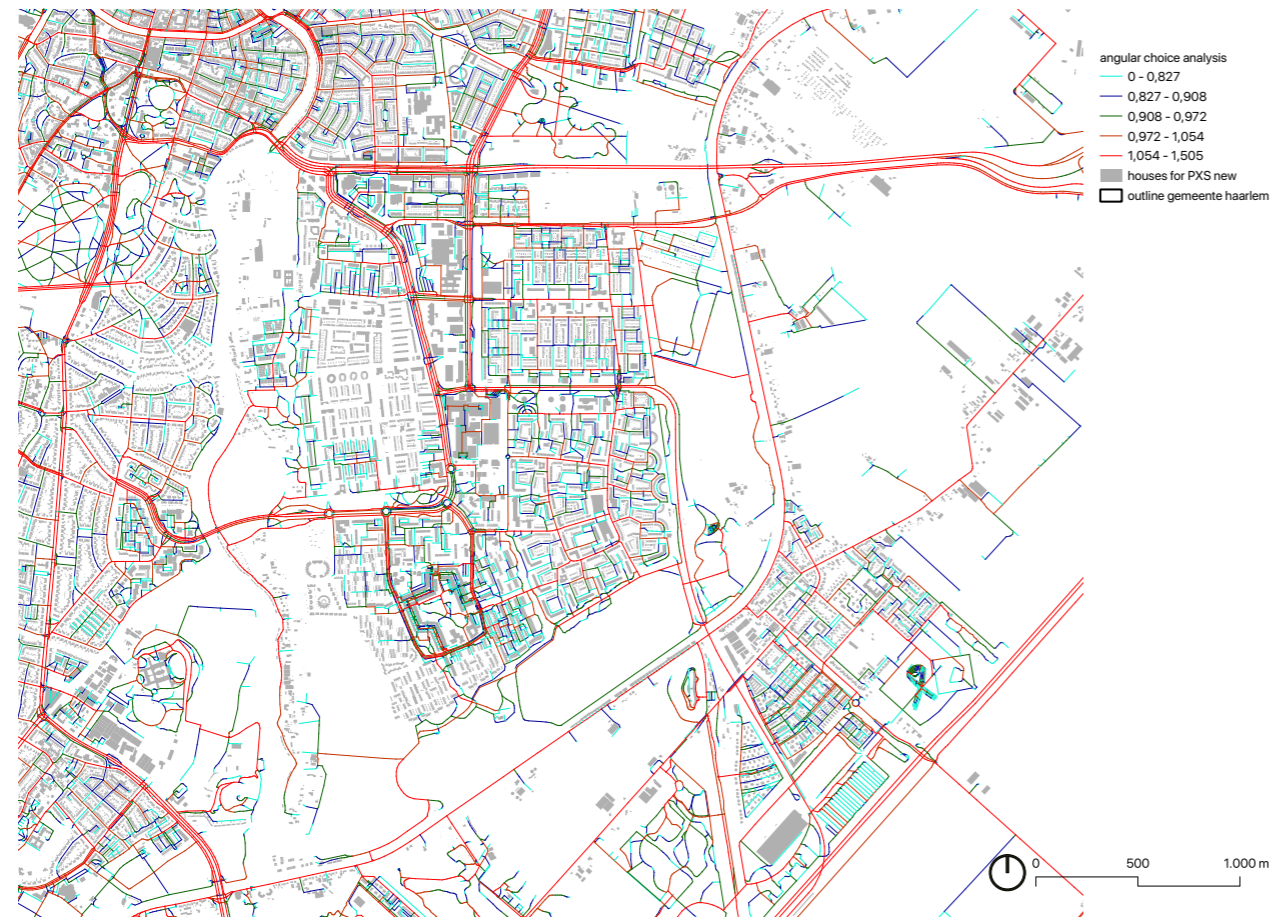 angular choice analysis
0 - 0,827
0,827 - 0,908
0,908 - 0,972
0,972 - 1,054
1,054 - 1,505
houses for PXS new
outline gemeente haarlem
0 500 1.000 m